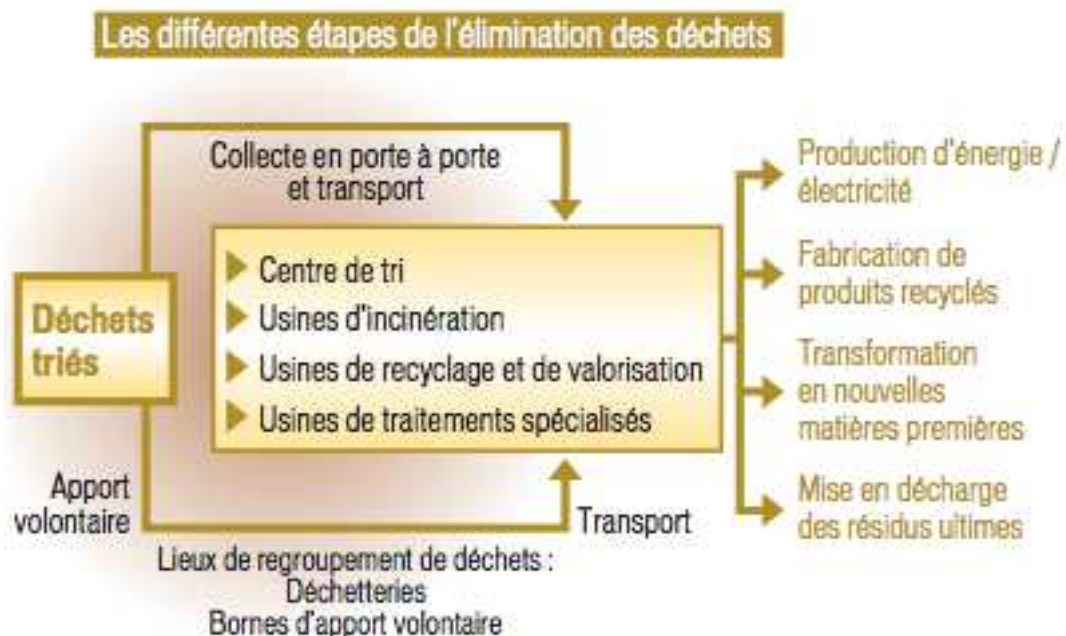 Les différentes étapes de l'élimination des déchets
Collecte en porte à porte
et transport
Déchets
triés
Centre de tri
Usines d'incinération
Usines de recyclage et de valorisation
Usines de traitements spécialisés
Apport
volontaire
Transport
Lieux de regroupement de déchets :
Déchetteries
Bornes d'apport volontaire
Production d'énergie /
électricité
Fabrication de
produits recyclés
Transformation
en nouvelles
matières premières
Mise en décharge
des résidus ultimes